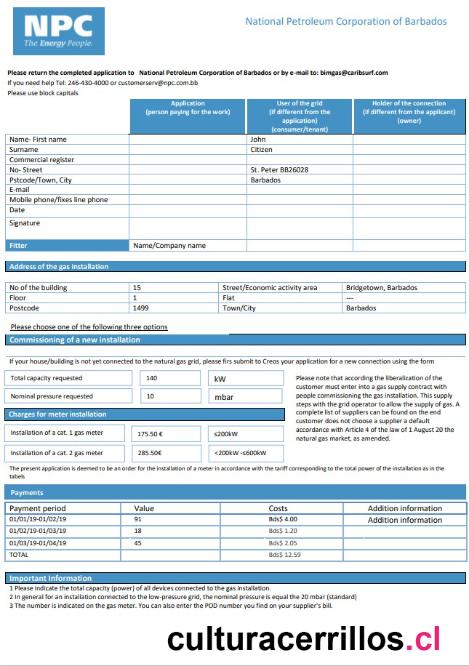 NPC
The Energy People.
National Petroleum Corporation of Barbados
Please return the completed application to National Petroleum Corporation of Barbados or by e-mail to: bimgas@caribsurf.com
If you need help Tel: 246-430-4000 or customerserv@npc.com.bb
Please use block capitals
Application (person paying for the work) User of the grid (if different from the application) (consumer/tenant) Holder of the connection (if different from the applicant) (owner)
Name- First name John
Surname Citizen
Commercial register
No- Street St. Peter BB26028
Pstcode/Town, City Barbados
E-mail
Mobile phone/fixes line phone
Date
Signature
Fitter Name/Company name
Address of the gas installation
No of the building 15 Street/Economic activity area Bridgetown, Barbados
Floor 1 Flat ---
Postcode 1499 Town/City Barbados
Please choose one of the following three options
Commissioning of a new installation
If your house/building is not yet connected to the natural gas grid, please firs submit to Creos your application for a new connection using the form
Total capacity requested 140 kW
Nominal pressure requested 10 mbar
Please note that according the liberalization of the
customer must enter into a gas supply contract with
people commissioning the gas installation. This supply
steps with the grid operator to allow the supply of gas. A
complete list of suppliers can be found on the end
customer does not choose a supplier a default
accordance with Article 4 of the law of 1 August 20 the
natural gas market, as amended.
Charges for meter installation
Installation of a cat. 1 gas meter 175.50 € ≤200kW
Installation of a cat. 2 gas meter 285.50€ <200kW -≤600kW
The present application is deemed to be an order for the installation of a meter in accordance with the tariff corresponding to the total power of the installation as in the
tabels
Payments
Payment period Value Costs Addition information
01/01/19-01/02/19 91 Bds$ 4.00 Addition information
01/02/19-01/03/19 18 Bds$ 1.20
01/03/19-01/04/19 45 Bds$ 2.05
TOTAL Bds$ 12.59
Important Information
1 Please indicate the total capacity (power) of all devices connected to the gas installation.
2 In general for an installation connected to the low-pressure grid, the nominal pressure is equal the 20 mbar (standard)
3 The number is indicated on the gas meter. You can also enter the POD number you find on your supplier's bill.
culturacerrillos.cl